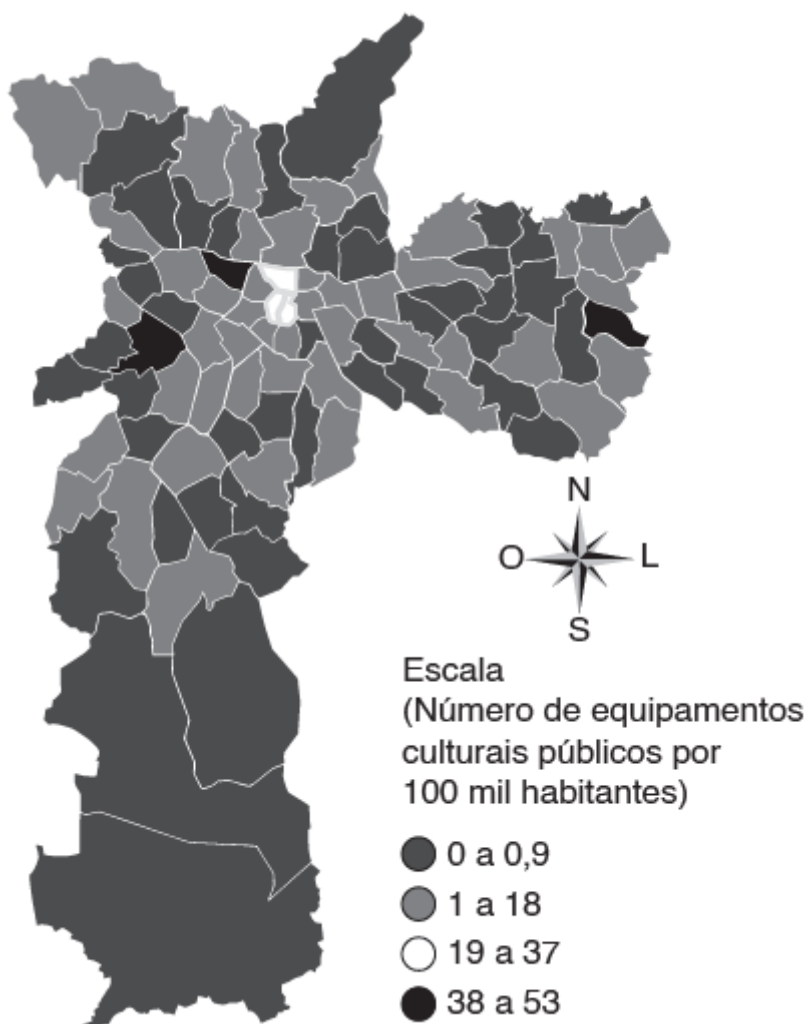 N
O
L
S
Escala
(Número de equipamentos
culturais públicos por
100 mil habitantes)
0 a 0,9
1 a 18
19 a 37
38 a 53